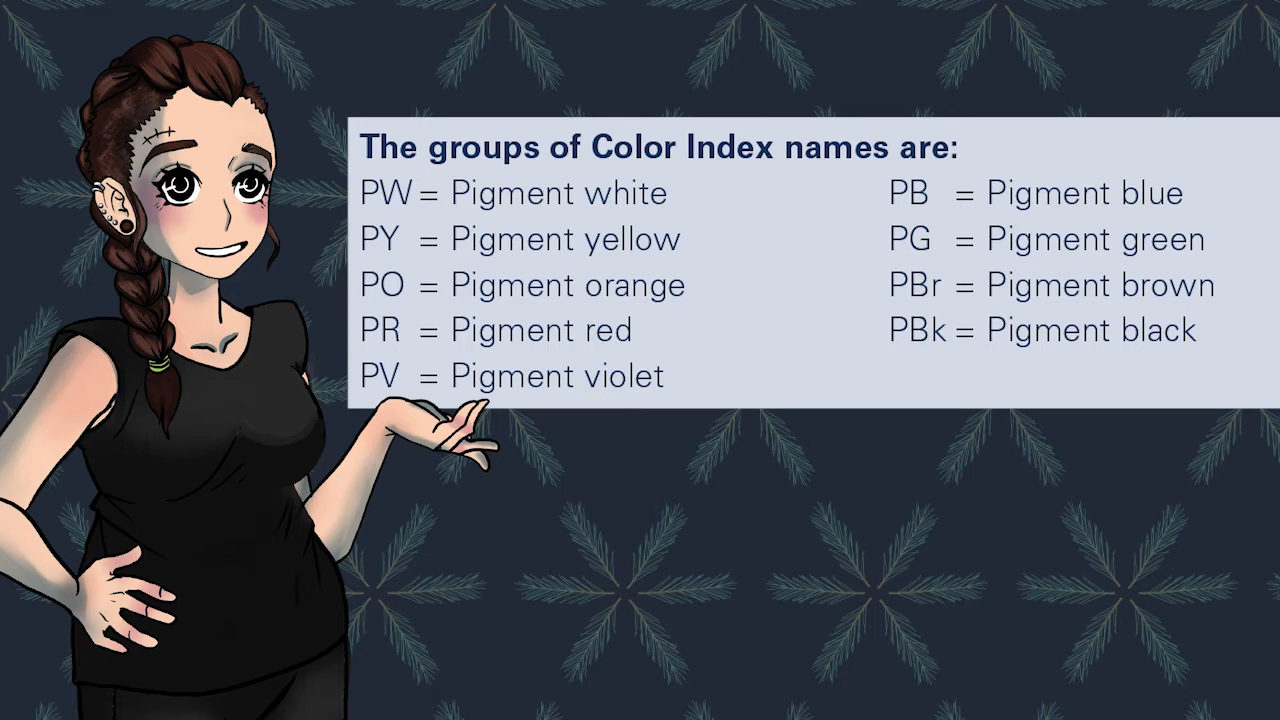 The groups of Color Index names are:
PW = Pigment white
PY = Pigment yellow
PO = Pigment orange
PR = Pigment red
PV = Pigment violet
PB = Pigment blue
PG = Pigment green
PBr = Pigment brown
PBk = Pigment black